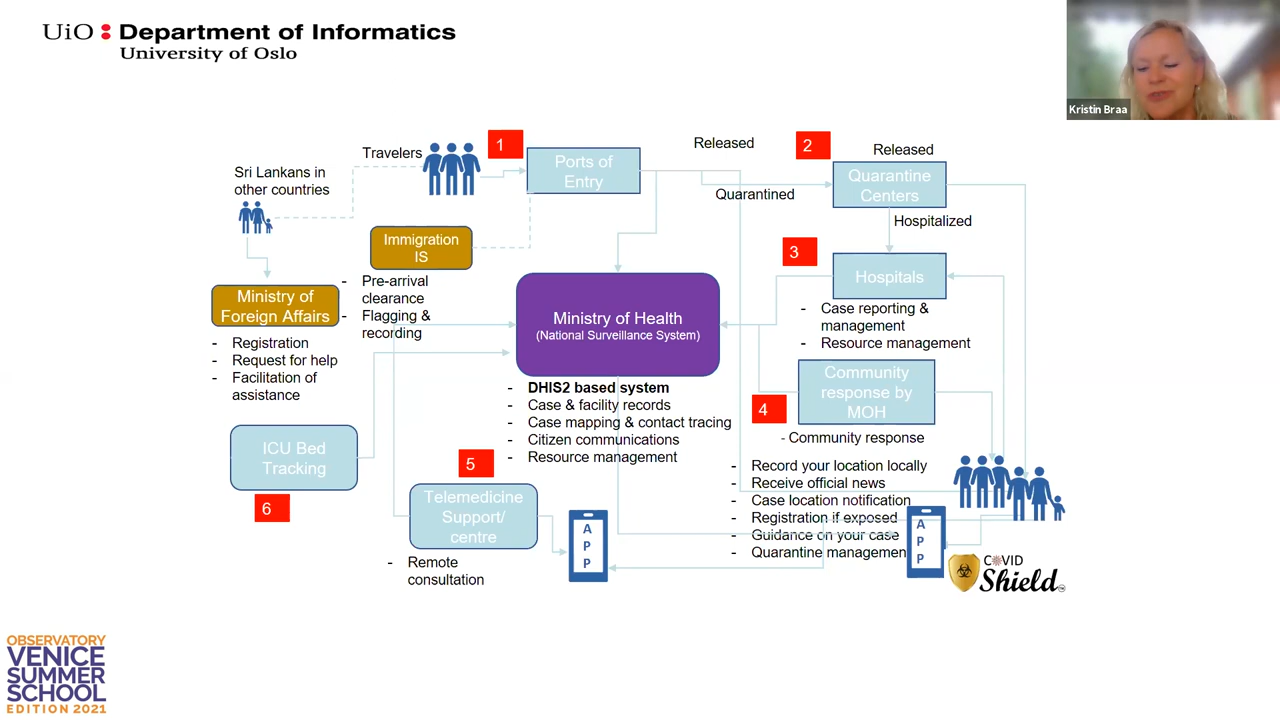 UiO : Department of Informatics
University of Oslo
Kristin Braa
Sri Lankans in
other countries
Travelers
1
Ports of
Entry
Released
Quarantined
2
Released
Quarantine
Centers
Hospitalized
Immigration
IS
- Pre-arrival
clearance
- Flagging &
recording
Ministry of
Foreign Affairs
- Registration
- Request for help
- Facilitation of
assistance
Ministry of Health
(National Surveillance System)
- DHIS2 based system
- Case & facility records
- Case mapping & contact tracing
- Citizen communications
- Resource management
3
Hospitals
- Case reporting &
management
- Resource management
Community
response by
MOH
4
- Community response
ICU Bed
Tracking
6
5
Telemedicine
Support/
centre
- Remote
consultation
APP
- Record your location locally
- Receive official news
- Case location notification
- Registration if exposed
- Guidance on your case
- Quarantine management
APP
COVID
Shield
OBSERVATORY
VENICE
SUMMER
SCHOOL
EDITION 2021